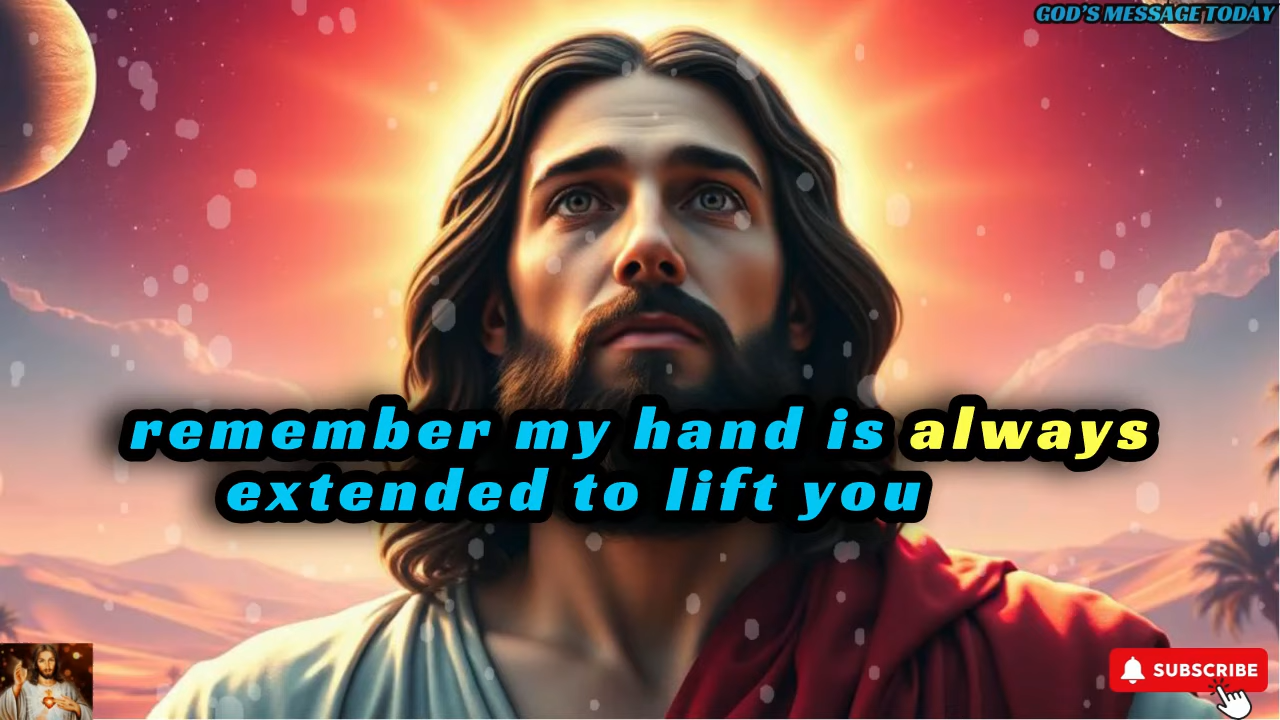 GOD'S MESSAGE TODAY
remember my hand is always
extended to lift you
SUBSCRIBE